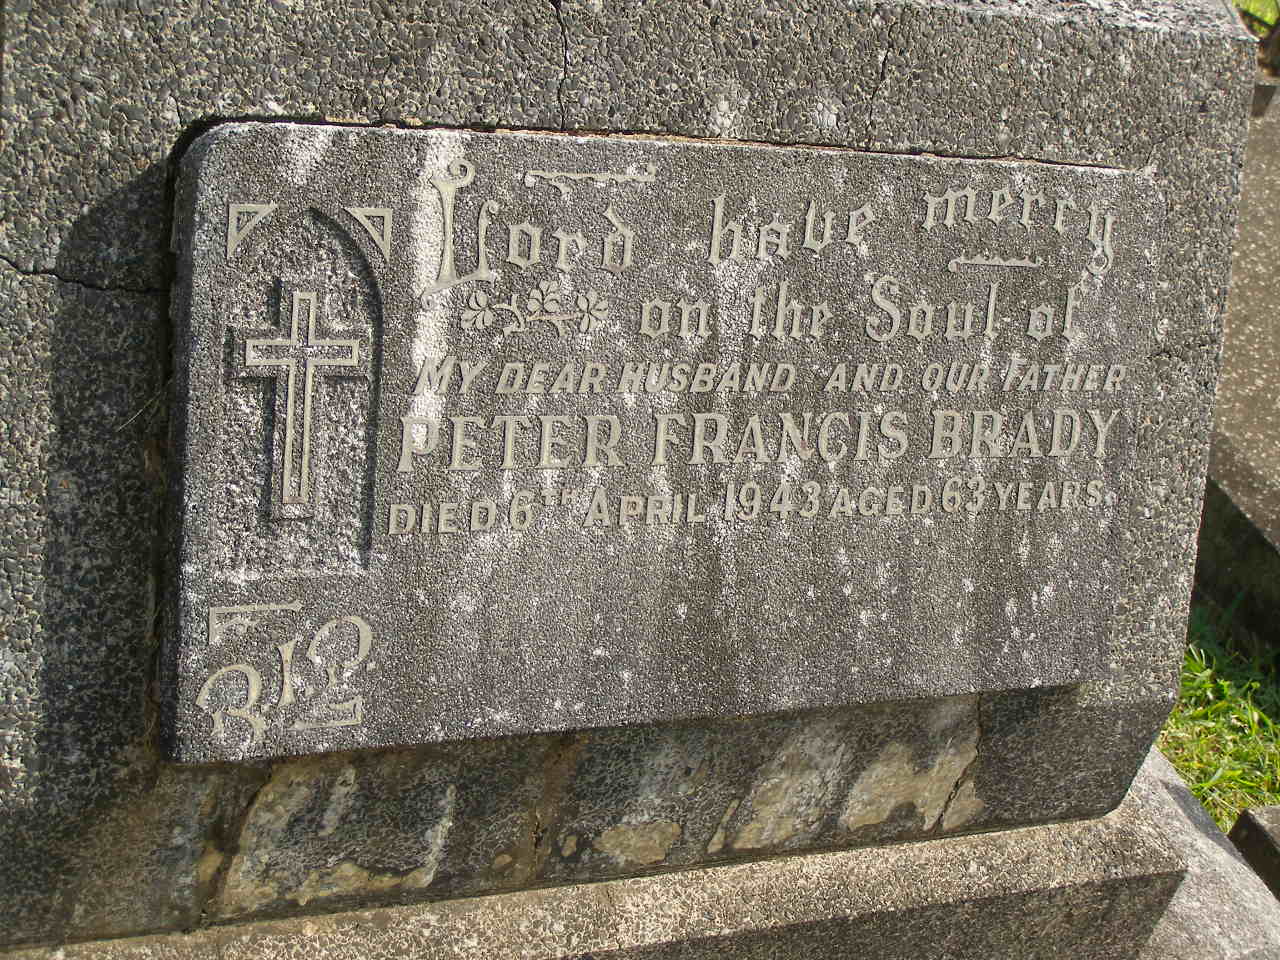 Lord have mercy
on the Soul of
MY DEAR HUSBAND AND OUR FATHER
PETER FRANCIS BRADY
DIED 6TH APRIL 1943 AGED 63 YEARS.